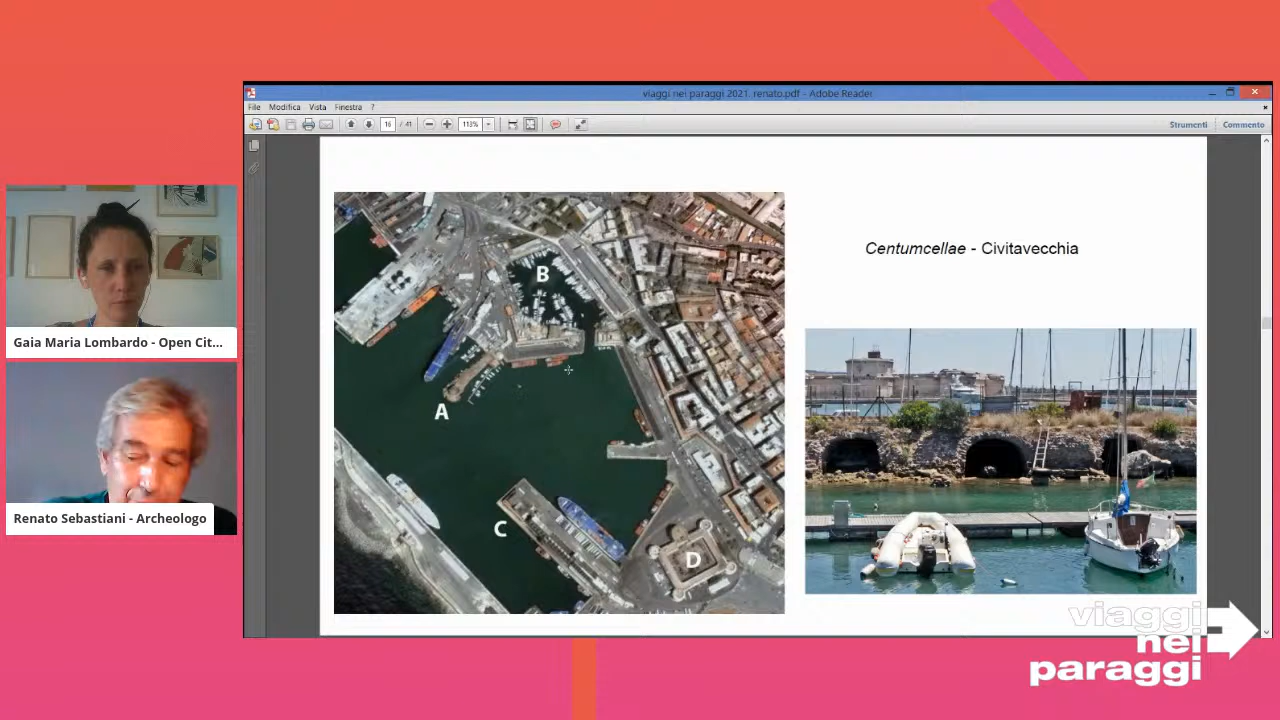 viaggi nei paraggi 2021. renato.pdf - Adobe Reader
File Modifica Vista Finestra ?
16 / 41 113% Strumenti Commento
Centumcellae - Civitavecchia
B
A
C
D
Gaia Maria Lombardo - Open Cit...
Renato Sebastiani - Archeologo
viaggi
nei
paraggi